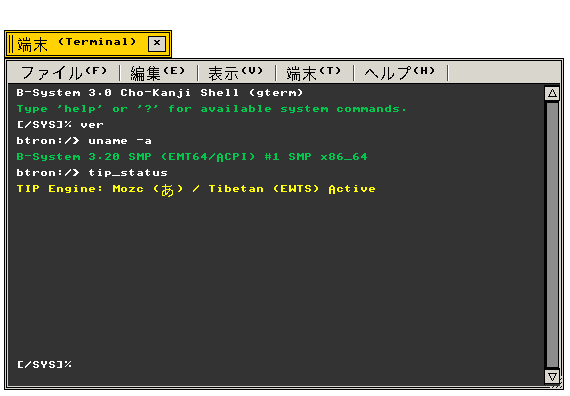 端末 (Terminal) ×
ファイル(F) 編集(E) 表示(V) 端末(T) ヘルプ(H)
B-System 3.0 Cho-Kanji Shell (gterm)
Type 'help' or '?' for available system commands.
[/SYS]% ver
btron:/> uname -a
B-System 3.20 SMP (EMT64/ACPI) #1 SMP x86_64
btron:/> tip_status
TIP Engine: Mozc (あ) / Tibetan (EWTS) Active
[/SYS]%